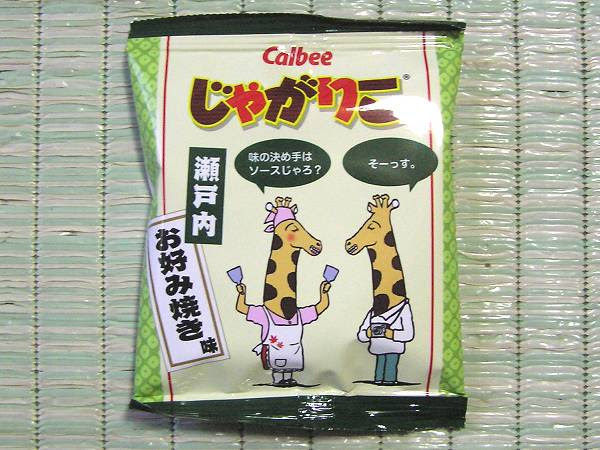 Calbee
じゃがりこ®
味の決め手は
ソースじゃろ？
そーっす。
瀬戸内
お好み焼き味